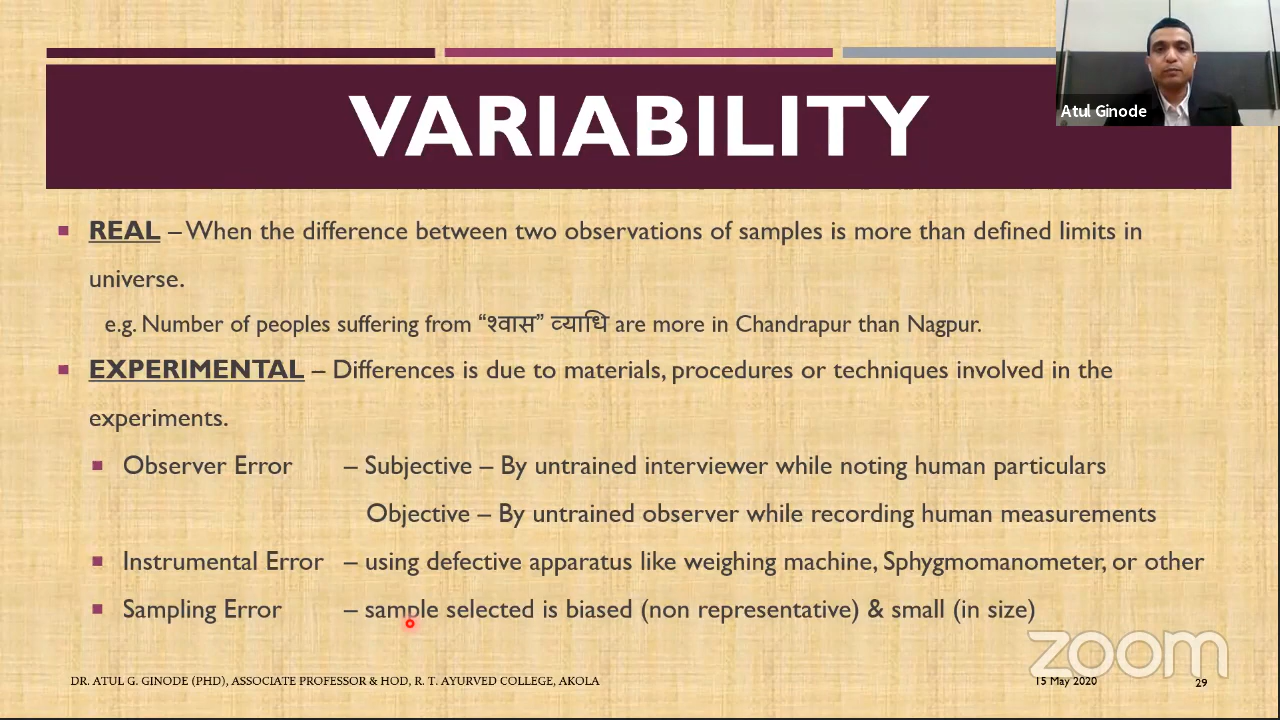 VARIABILITY
Atul Ginode
▪ REAL – When the difference between two observations of samples is more than defined limits in
universe.
e.g. Number of peoples suffering from “श्वास” व्याधि are more in Chandrapur than Nagpur.
▪ EXPERIMENTAL – Differences is due to materials, procedures or techniques involved in the
experiments.
▪ Observer Error – Subjective – By untrained interviewer while noting human particulars
Objective – By untrained observer while recording human measurements
▪ Instrumental Error – using defective apparatus like weighing machine, Sphygmomanometer, or other
▪ Sampling Error – sample selected is biased (non representative) & small (in size)
zoom
DR. ATUL G. GINODE (PHD), ASSOCIATE PROFESSOR & HOD, R. T. AYURVED COLLEGE, AKOLA 15 May 2020 29